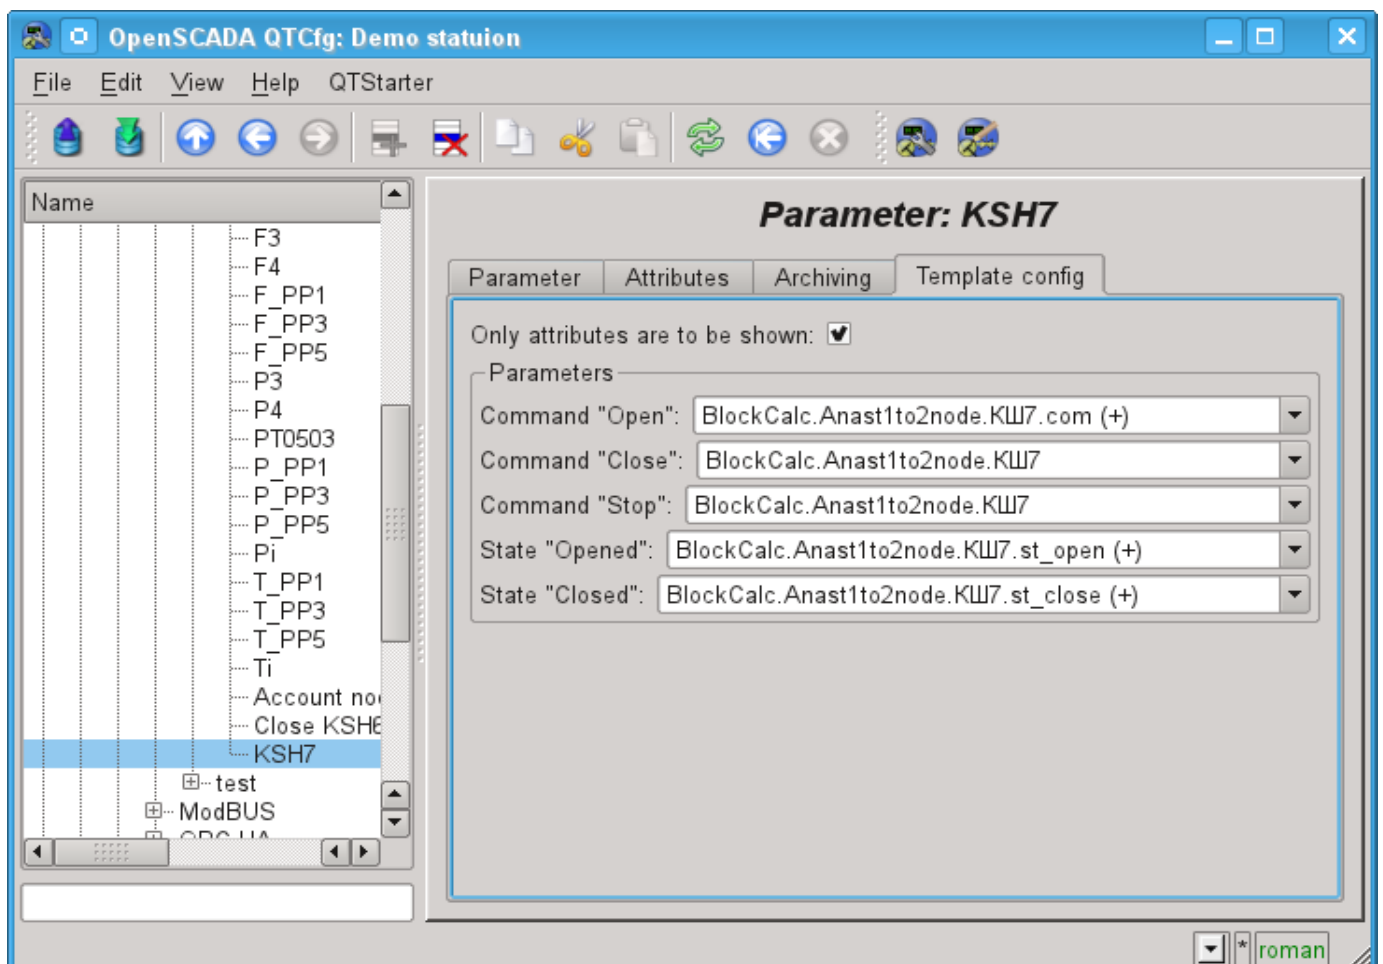 OpenSCADA QTCfg: Demo statuion
File Edit View Help QTStarter
Name
F3
F4
F_PP1
F_PP3
F_PP5
P3
P4
PT0503
P_PP1
P_PP3
P_PP5
Pi
T_PP1
T_PP3
T_PP5
Ti
Account
Close
KSH7
test
ModBUS
Parameter: KSH7
Parameter Attributes Archiving Template config
Only attributes are to be shown:
Parameters
Command "Open": BlockCalc.Anast1to2node.КШ7.com (+)
Command "Close": BlockCalc.Anast1to2node.КШ7
Command "Stop": BlockCalc.Anast1to2node.КШ7
State "Opened": BlockCalc.Anast1to2node.КШ7.st_open (+)
State "Closed": BlockCalc.Anast1to2node.КШ7.st_close (+)
* roman